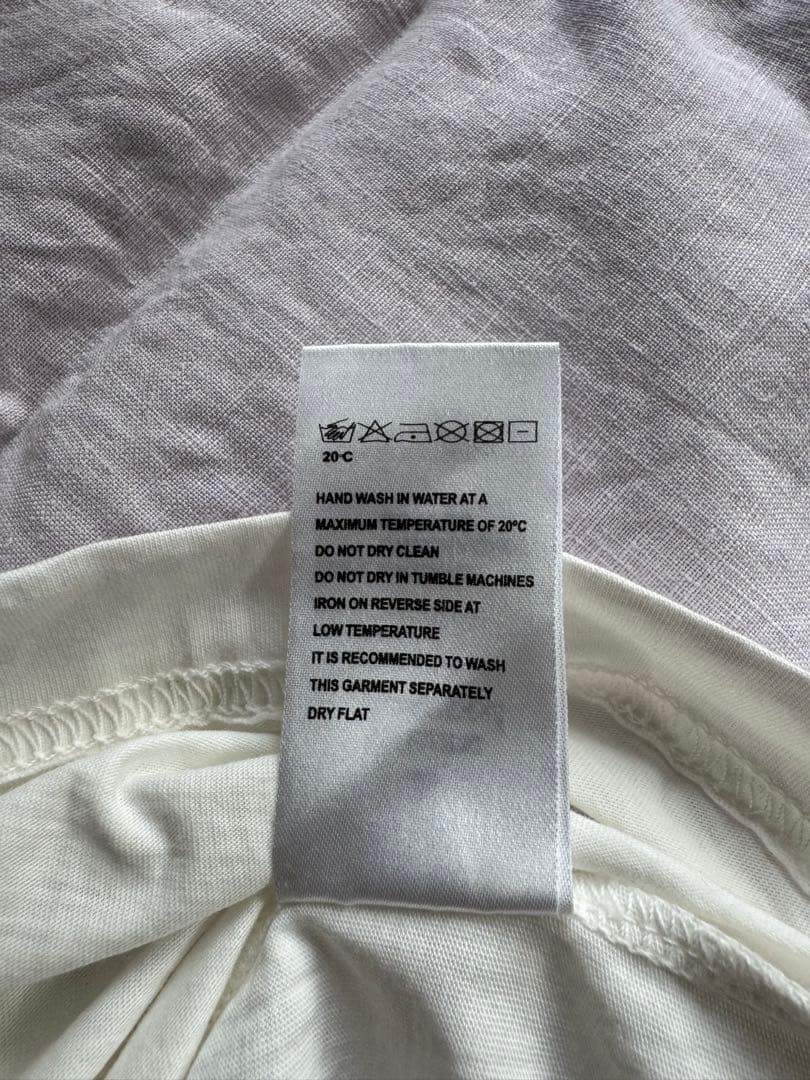 20°C
HAND WASH IN WATER AT A
MAXIMUM TEMPERATURE OF 20ºC
DO NOT DRY CLEAN
DO NOT DRY IN TUMBLE MACHINES
IRON ON REVERSE SIDE AT
LOW TEMPERATURE
IT IS RECOMMENDED TO WASH
THIS GARMENT SEPARATELY
DRY FLAT